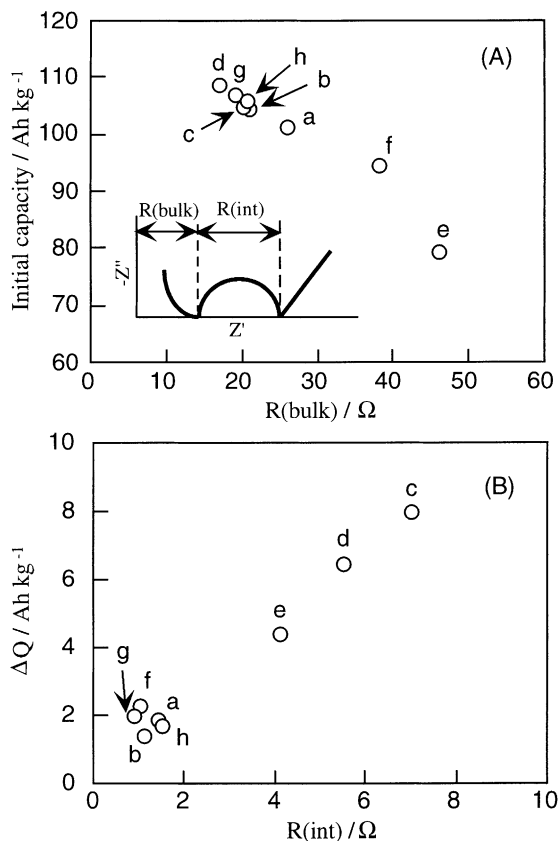 120
(A)
d g h
110
b
100
c
a
f
90
R(bulk) R(int)
e
80
-Z"
70
Z'
60
0 10 20 30 40 50 60
Initial capacity / Ah kg-1
R(bulk) / Ω
10
(B)
c
8
d
6
e
4
g
f
a
2
b
h
0
0 2 4 6 8 10
ΔQ / Ah kg-1
R(int) / Ω